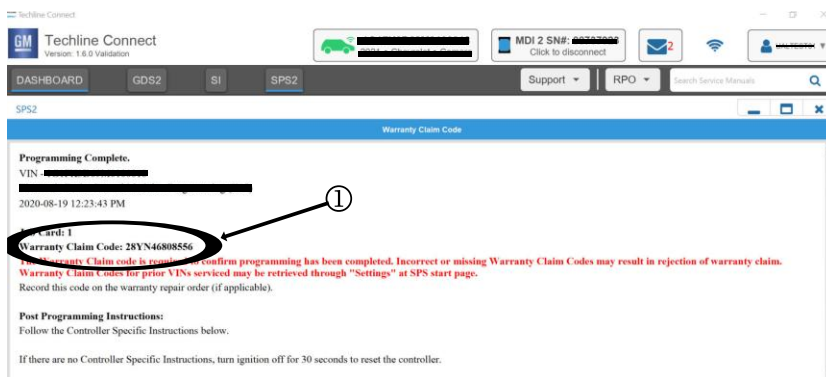 Techline Connect
GM
Techline Connect
Version: 1.6.0 Validation
MDI 2 SN#:
Click to disconnect
2
DASHBOARD GDS2 SI SPS2 Support RPO Search Service Manuals
SPS2
Warranty Claim Code
Programming Complete.
VIN -
2020-08-19 12:23:43 PM
①
Card: 1
Warranty Claim Code: 28YN46808556
The Warranty Claim code is required to confirm programming has been completed. Incorrect or missing Warranty Claim Codes may result in rejection of warranty claim.
Warranty Claim Codes for prior VINs serviced may be retrieved through "Settings" at SPS start page.
Record this code on the warranty repair order (if applicable).
Post Programming Instructions:
Follow the Controller Specific Instructions below.
If there are no Controller Specific Instructions, turn ignition off for 30 seconds to reset the controller.